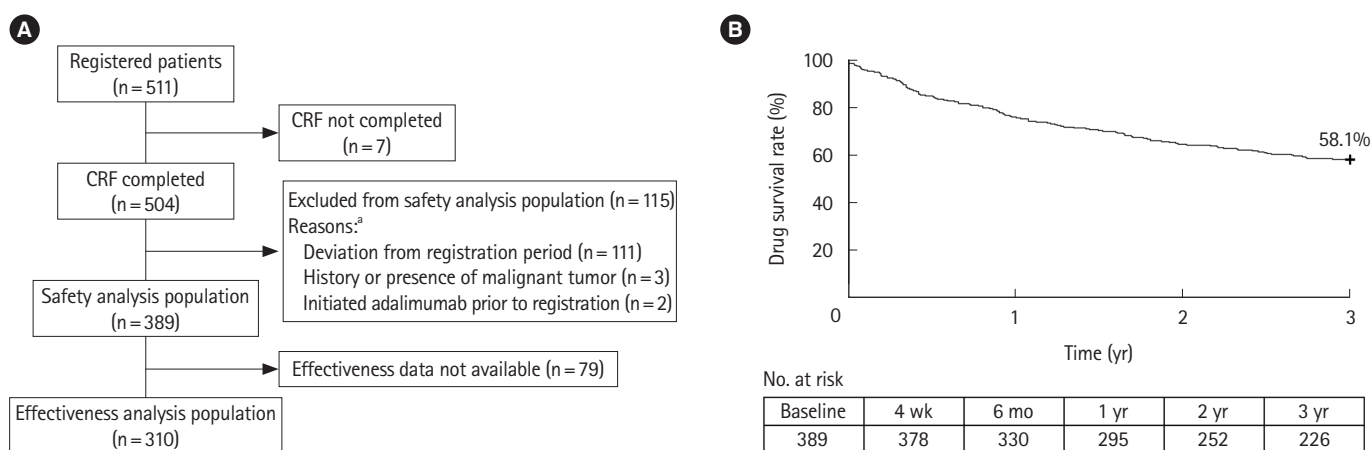 A
Registered patients
(n=511)
CRF not completed
(n=7)
CRF completed
(n=504)
Excluded from safety analysis population (n=115)
Reasons:a
Deviation from registration period (n=111)
History or presence of malignant tumor (n=3)
Initiated adalimumab prior to registration (n=2)
Safety analysis population
(n=389)
Effectiveness data not available (n=79)
Effectiveness analysis population
(n=310)
B
Drug survival rate (%)
100
80
60
40
20
58.1%
0 1 2 3
Time (yr)
No. at risk
Baseline 4 wk 6 mo 1 yr 2 yr 3 yr
389 378 330 295 252 226